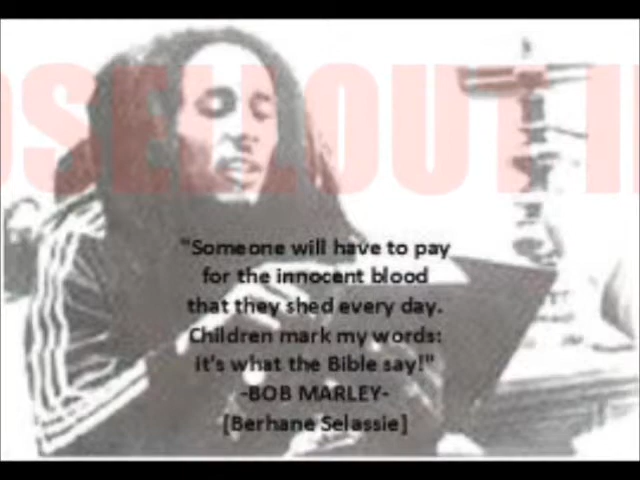 OSELLOUT
"Someone will have to pay
for the innocent blood
that they shed every day.
Children mark my words:
it's what the Bible say!"
-BOB MARLEY-
[Berhane Selassie]